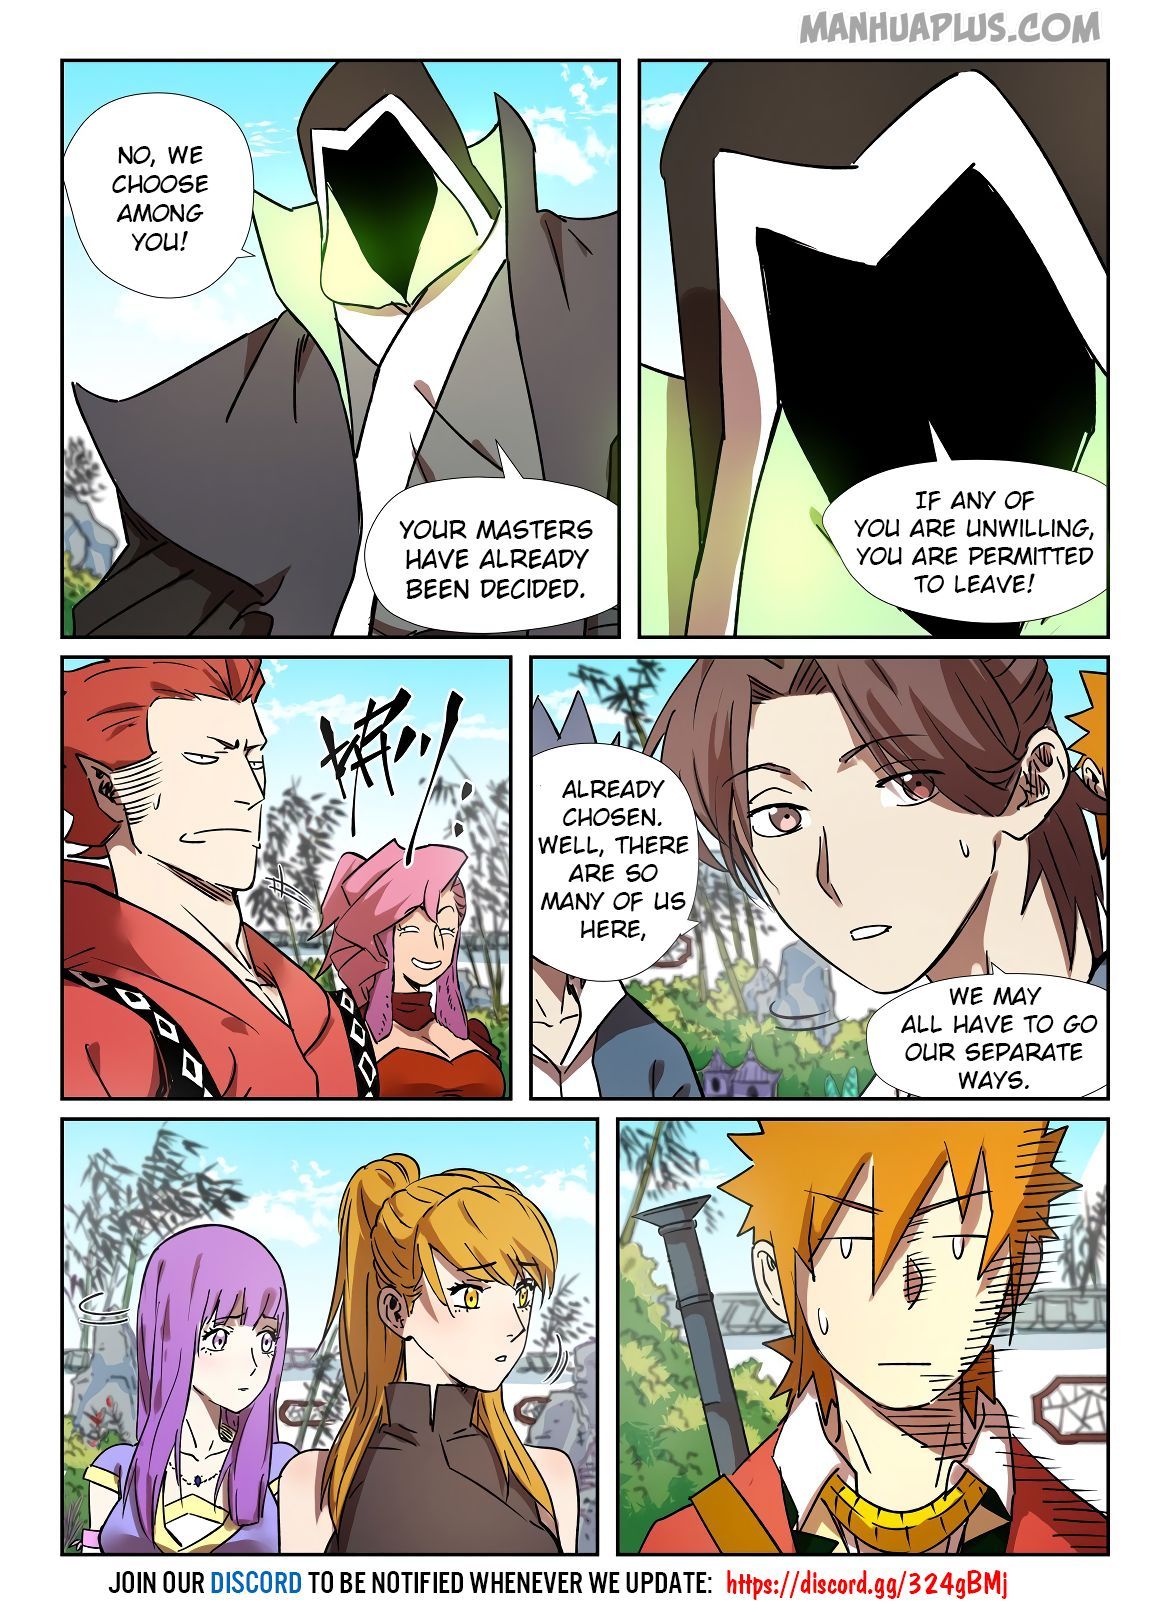 MANHUAPLUS.COM
NO, WE
CHOOSE
AMONG
YOU!
YOUR MASTERS
HAVE ALREADY
BEEN DECIDED.
IF ANY OF
YOU ARE UNWILLING,
YOU ARE PERMITTED
TO LEAVE!
ALREADY
CHOSEN.
WELL, THERE
ARE SO
MANY OF US
HERE,
WE MAY
ALL HAVE TO GO
OUR SEPARATE
WAYS.
JOIN OUR DISCORD TO BE NOTIFIED WHENEVER WE UPDATE: https://discord.gg/324gBMj